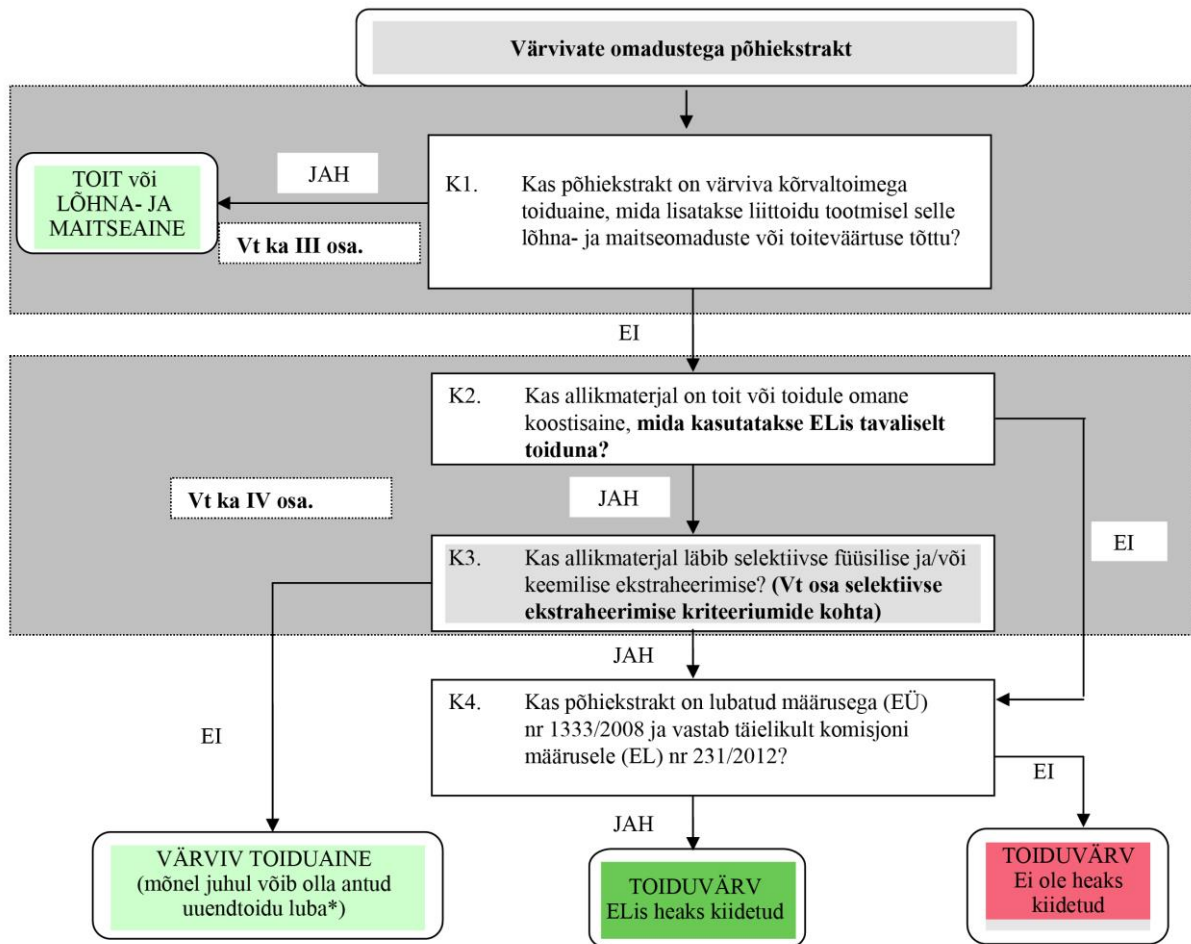 Värvivate omadustega põhiekstrakt
TOIT või
LÕHNA- JA
MAITSEAINE
JAH
Vt ka III osa.
K1. Kas põhiekstrakt on värviva kõrvaltoimega
toiduaine, mida lisatakse liittoidu tootmisel selle
lõhna- ja maitseomaduste või toiteväärtuse tõttu?
EI
K2. Kas allikmaterjal on toit või toidule omane
koostisaine, mida kasutatakse ELis tavaliselt
toiduna?
Vt ka IV osa.
JAH
EI
K3. Kas allikmaterjal läbib selektiivse füüsilise ja/või
keemilise ekstraheerimise? (Vt osa selektiivse
ekstraheerimise kriteeriumide kohta)
JAH
EI
K4. Kas põhiekstrakt on lubatud määrusega (EÜ)
nr 1333/2008 ja vastab täielikult komisjoni
määrusele (EL) nr 231/2012?
EI
JAH
VÄRVIV TOIDUAINE
(mõnel juhul võib olla antud
uuendtoidu luba*)
TOIDUVÄRV
ELis heaks kiidetud
TOIDUVÄRV
Ei ole heaks
kiidetud